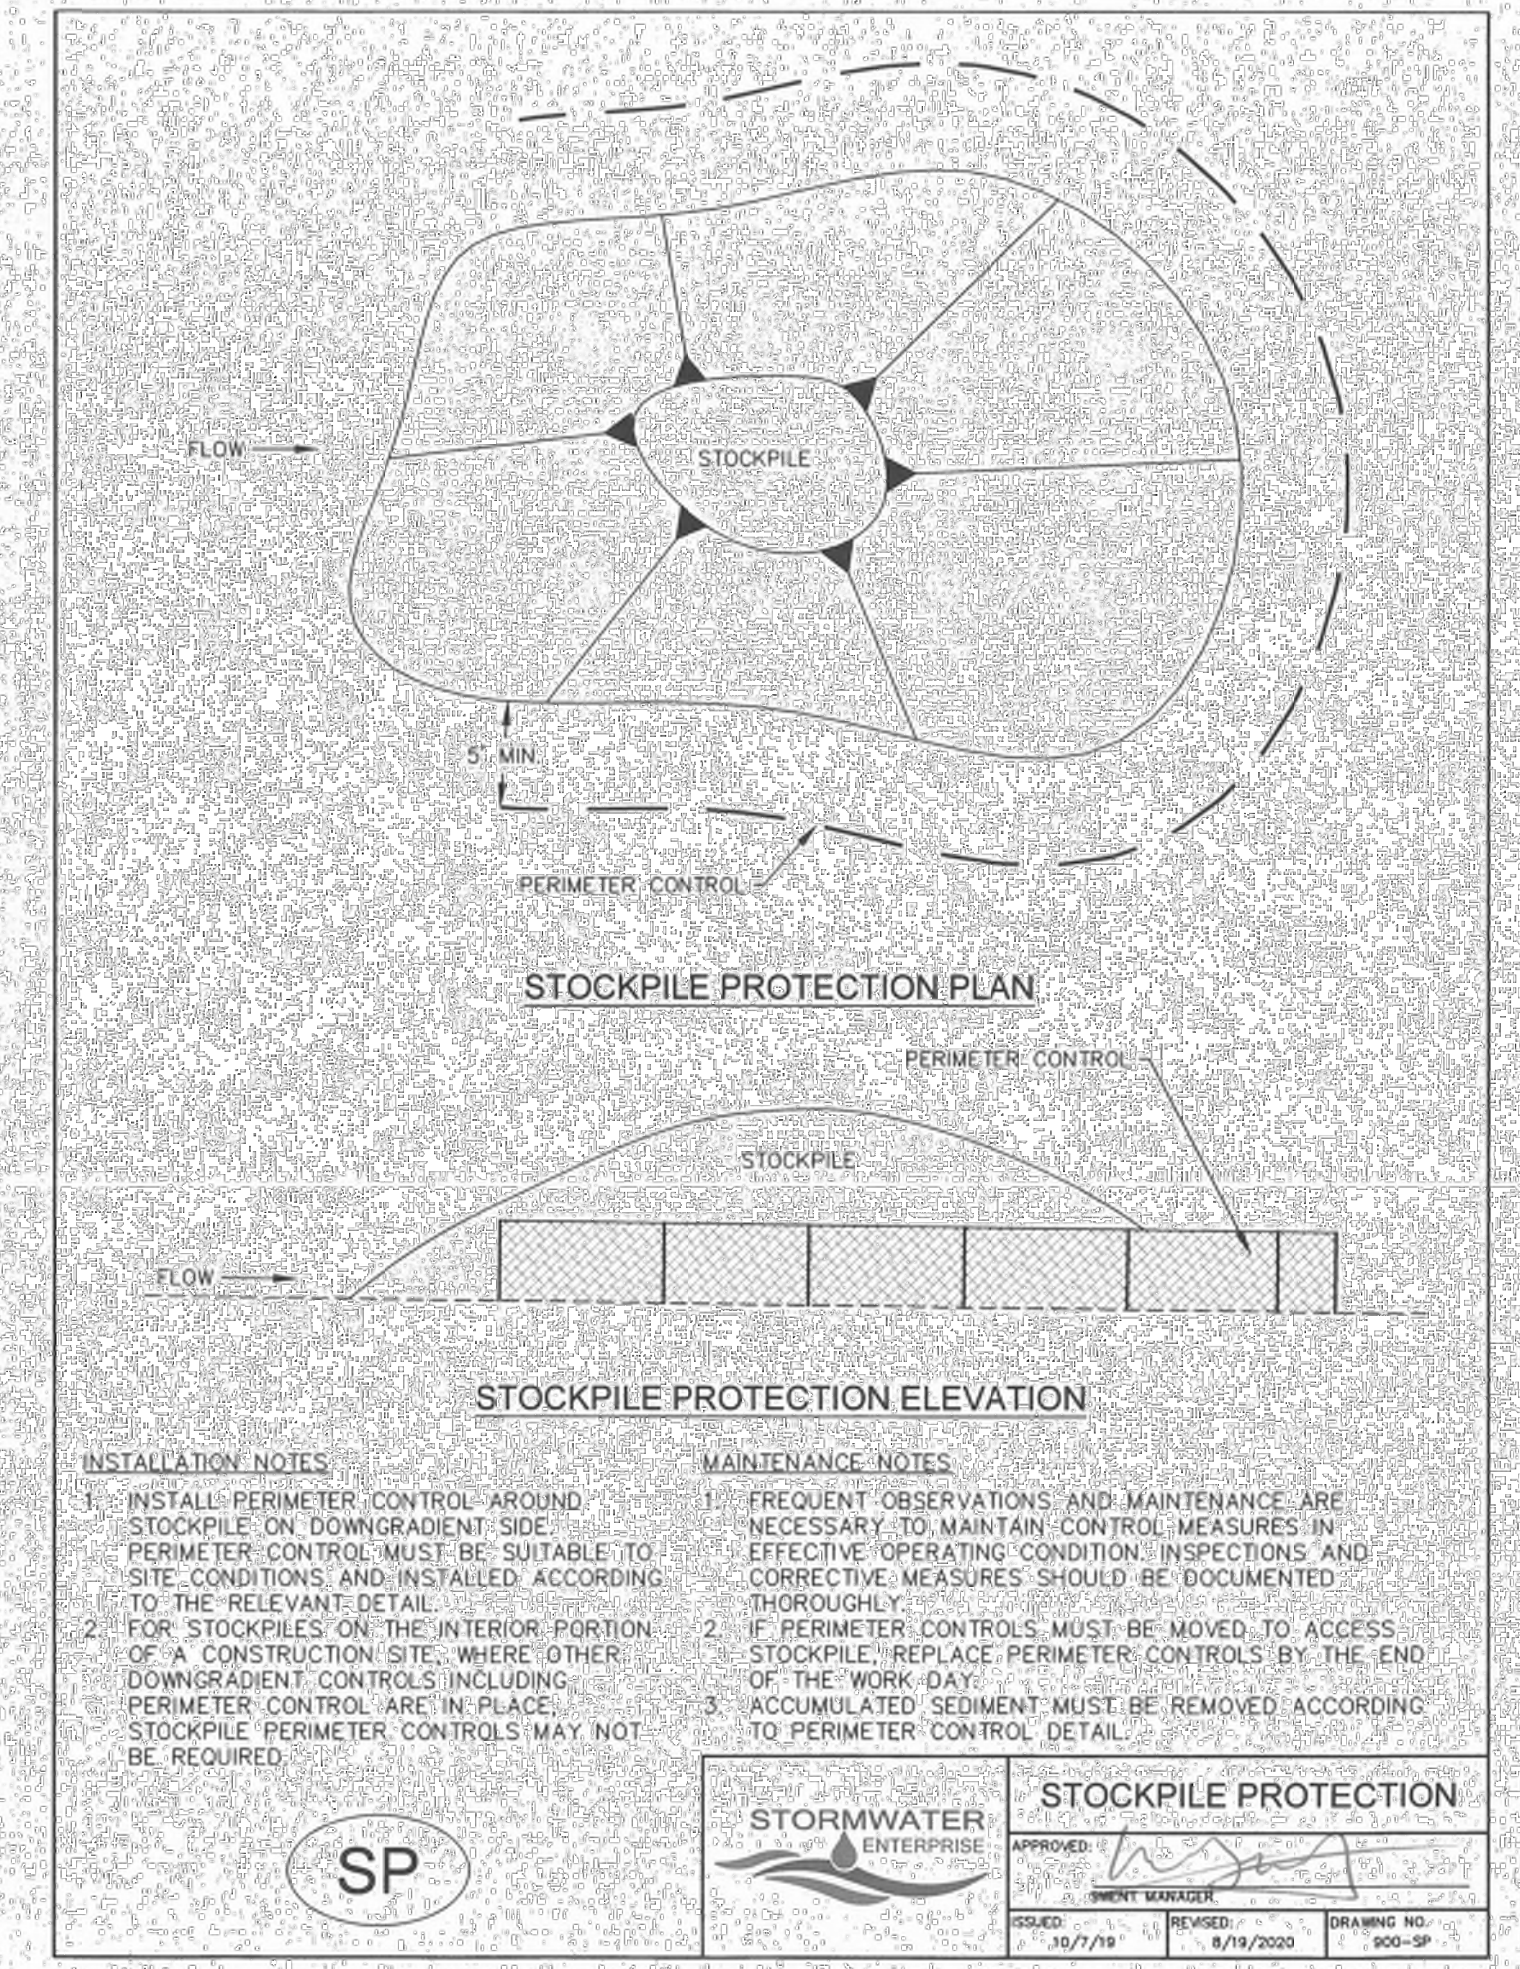 FLOW
STOCKPILE
5' MIN.
PERIMETER CONTROL
STOCKPILE PROTECTION PLAN
PERIMETER CONTROL
STOCKPILE
FLOW
STOCKPILE PROTECTION ELEVATION
INSTALLATION NOTES
1. INSTALL PERIMETER CONTROL AROUND
STOCKPILE ON DOWNGRADIENT SIDE.
PERIMETER CONTROL MUST BE SUITABLE TO
SITE CONDITIONS AND INSTALLED ACCORDING
TO THE RELEVANT DETAIL.
2. FOR STOCKPILES ON THE INTERIOR PORTION
OF A CONSTRUCTION SITE, WHERE OTHER
DOWNGRADIENT CONTROLS INCLUDING
PERIMETER CONTROL ARE IN PLACE,
STOCKPILE PERIMETER CONTROLS MAY NOT
BE REQUIRED.
MAINTENANCE NOTES
1. FREQUENT OBSERVATIONS AND MAINTENANCE ARE
NECESSARY TO MAINTAIN CONTROL MEASURES IN
EFFECTIVE OPERATING CONDITION. INSPECTIONS AND
CORRECTIVE MEASURES SHOULD BE DOCUMENTED
THOROUGHLY.
2. IF PERIMETER CONTROLS MUST BE MOVED TO ACCESS
STOCKPILE, REPLACE PERIMETER CONTROLS BY THE END
OF THE WORK DAY.
3. ACCUMULATED SEDIMENT MUST BE REMOVED ACCORDING
TO PERIMETER CONTROL DETAIL.
SP
STORMWATER
ENTERPRISE
STOCKPILE PROTECTION
APPROVED:
MANAGER
ISSUED:
10/7/19
REVISED:
8/19/2020
DRAWING NO.
900-SP